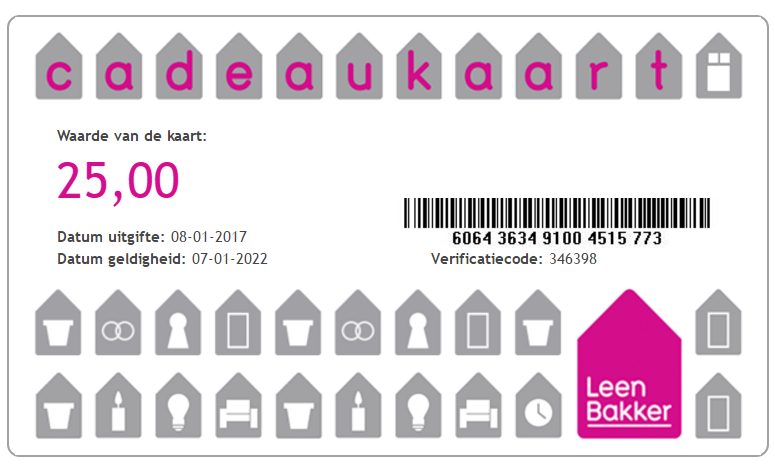 cadeaukaart
Waarde van de kaart:
25,00
6064 3634 9100 4515 773
Datum uitgifte: 08-01-2017
Datum geldigheid: 07-01-2022
Verificatiecode: 346398
Leen
Bakker